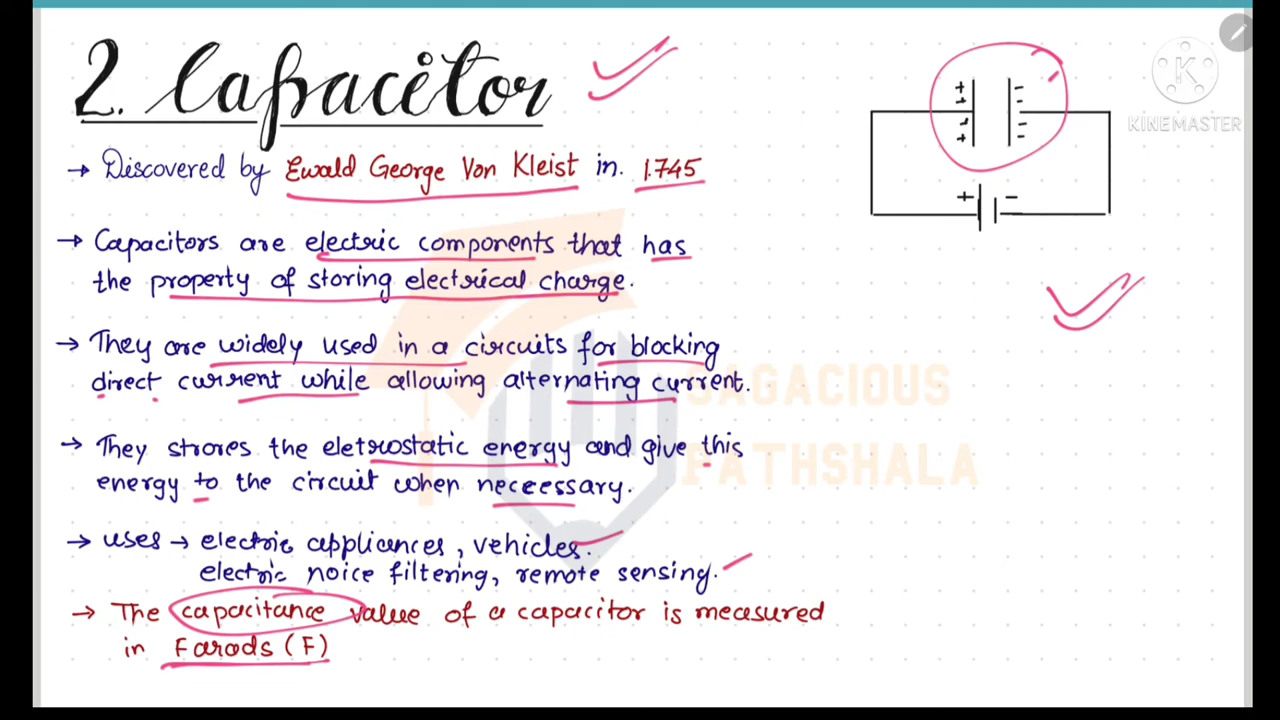 2. Capacitor
KINEMASTER
→ Discovered by Ewald George Von Kleist in. 1745
→ Capacitors are electric components that has
the property of storing electrical charge.
→ They are widely used in a circuits for blocking
direct current while allowing alternating current.
→ They stores the eletrostatic energy and give this
energy to the circuit when necessary.
→ uses → electric appliances, vehicles.
electric noice filtering, remote sensing.
→ The capacitance value of a capacitor is measured
in Farads (F)
+ -
+ -
+ -
+ -
+ -
SAGACIOUS
PATHSHALA